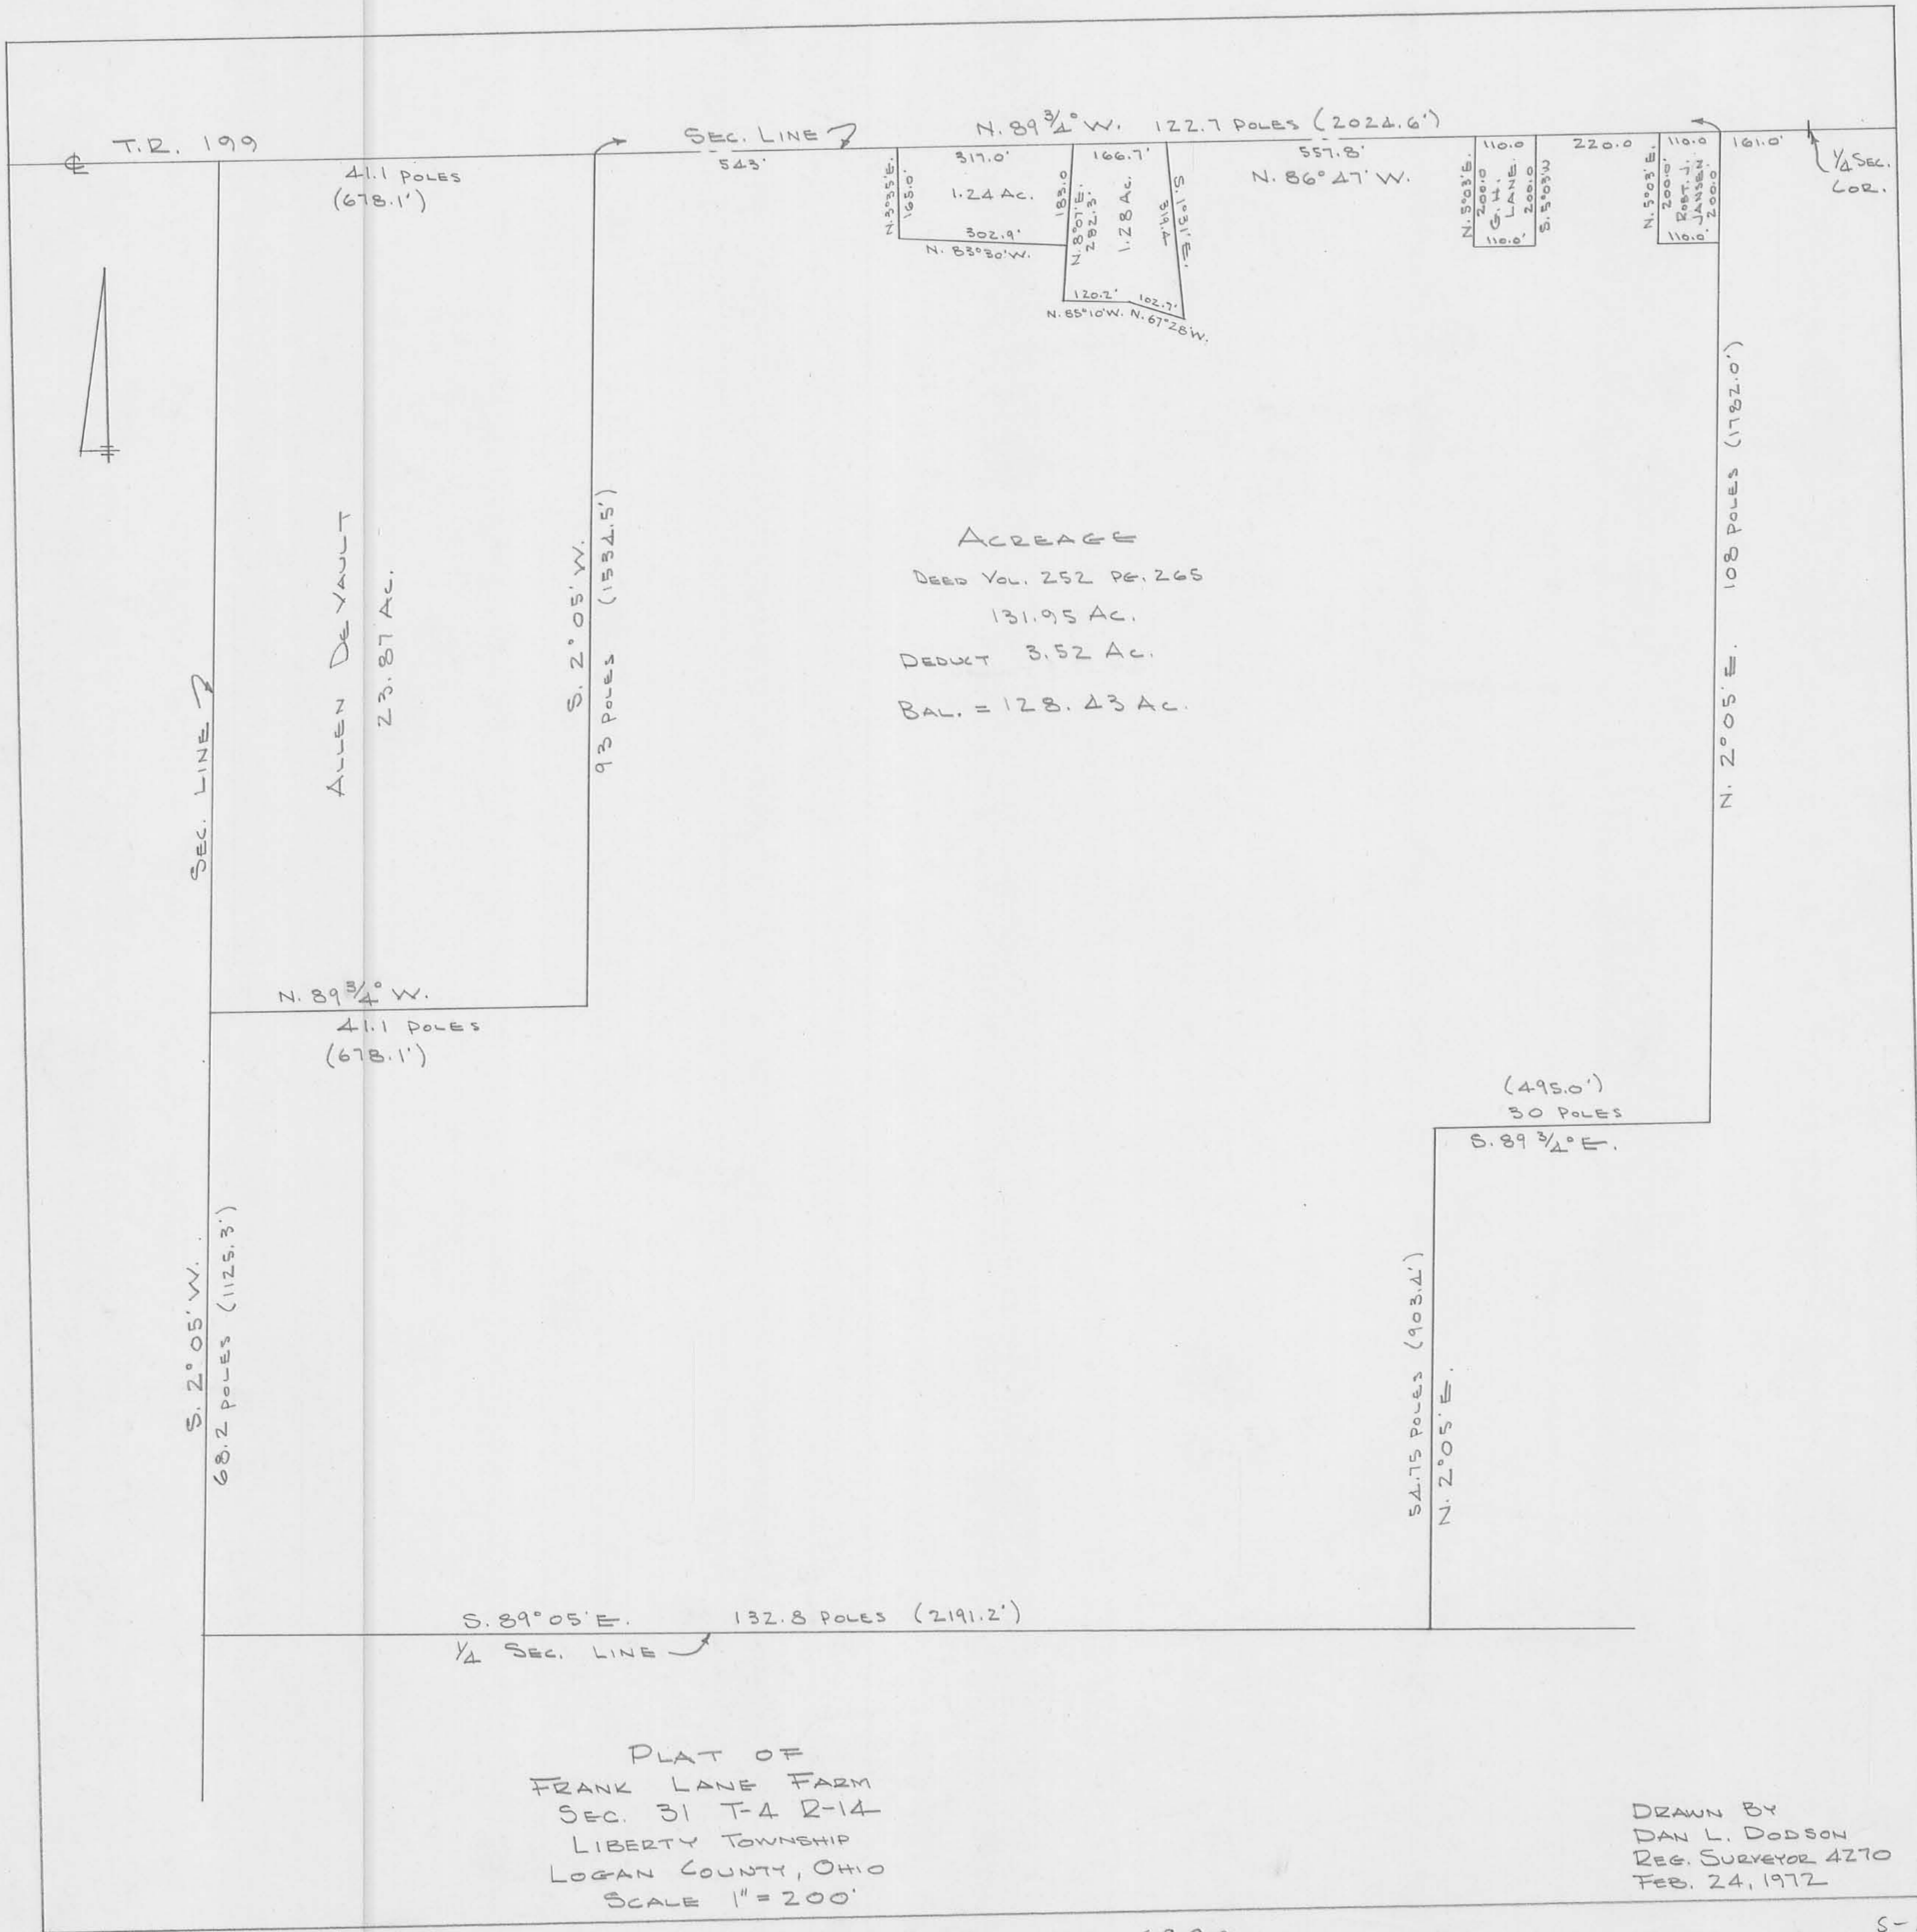 T.R. 199
℄
41.1 POLES
(678.1')
SEC. LINE
543'
N. 89 3/4° W. 122.7 POLES (2024.6')
317.0'
166.7'
557.8'
N. 86° 47' W.
110.0
220.0
110.0
161.0'
1/4 SEC.
COR.
N. 3°35' E.
165.0'
1.24 AC.
302.9'
N. 83°30' W.
183.0
N. 8°07' E.
282.3'
1.28 AC.
S. 1°31' E.
319.4
120.2'
102.7'
N. 85°10' W. N. 67°28' W.
N. 5°03' E.
200.0
G. H.
LANE
200.0
S. 5°03' W
110.0'
N. 5°03' E.
200.0'
ROBT. J.
JANSEN
200.0
110.0'
SEC. LINE
ALLEN DEVAULT
23.87 AC.
S. 2° 05' W.
93 POLES (1534.5')
ACREAGE
DEED VOL. 252 PG. 265
131.95 AC.
DEDUCT 3.52 AC.
BAL. = 128.43 AC.
N. 2° 05' E. 108 POLES (1782.0')
N. 89 3/4° W.
41.1 POLES
(678.1')
(495.0')
30 POLES
S. 89 3/4° E.
S. 2° 05' W.
68.2 POLES (1125.3')
54.75 POLES (903.4')
N. 2° 05' E.
S. 89° 05' E. 132.8 POLES (2191.2')
1/4 SEC. LINE
PLAT OF
FRANK LANE FARM
SEC. 31 T-4 R-14
LIBERTY TOWNSHIP
LOGAN COUNTY, OHIO
SCALE 1" = 200'
DRAWN BY
DAN L. DODSON
REG. SURVEYOR 4270
FEB. 24, 1972